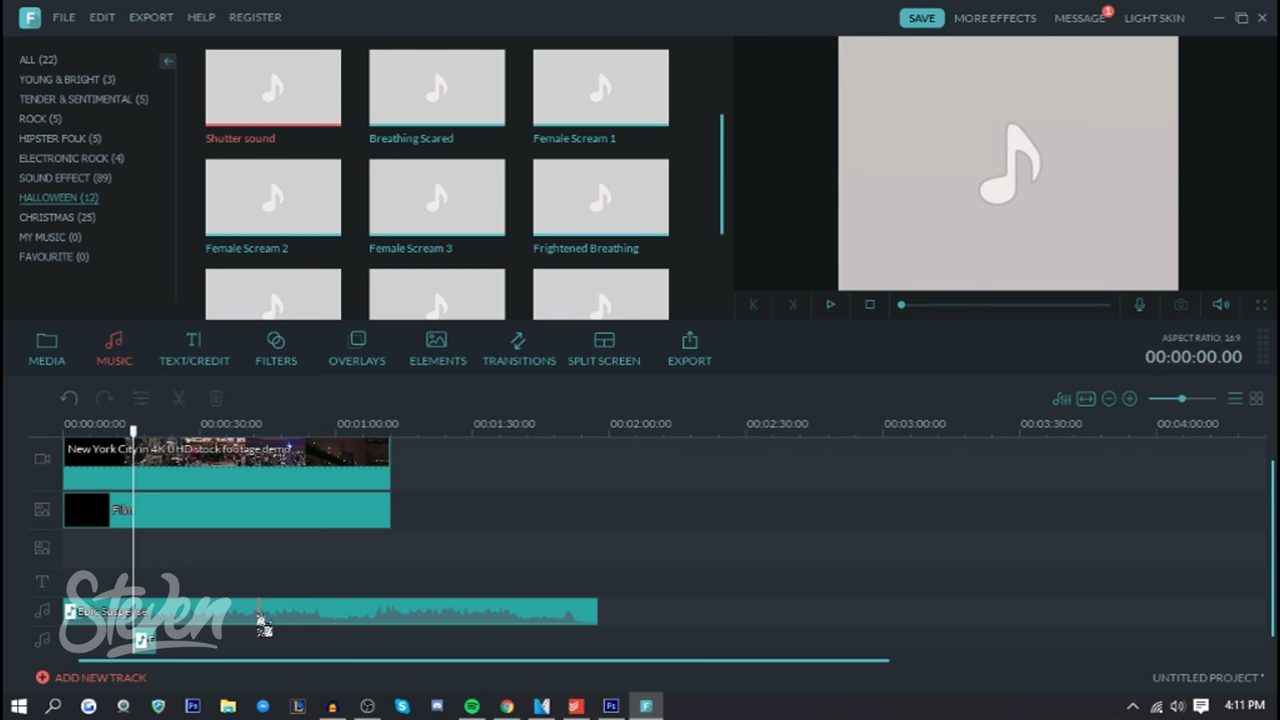 F FILE EDIT EXPORT HELP REGISTER SAVE MORE EFFECTS MESSAGE 1 LIGHT SKIN
ALL (22)
YOUNG & BRIGHT (3)
TENDER & SENTIMENTAL (5)
ROCK (5)
HIPSTER FOLK (5)
ELECTRONIC ROCK (4)
SOUND EFFECT (89)
HALLOWEEN (12)
CHRISTMAS (25)
MY MUSIC (0)
FAVOURITE (0)
Shutter sound Breathing Scared Female Scream 1
Female Scream 2 Female Scream 3 Frightened Breathing
MEDIA MUSIC TEXT/CREDIT FILTERS OVERLAYS ELEMENTS TRANSITIONS SPLIT SCREEN EXPORT
ASPECT RATIO: 16:9
00:00:00.00
00:00:00:00 00:00:30:00 00:01:00:00 00:01:30:00 00:02:00:00 00:02:30:00 00:03:00:00 00:03:30:00 00:04:00:00
New York City in 4K UHD stock footage demo
T
Epic Suspense
Steven
F
ADD NEW TRACK UNTITLED PROJECT *
4:11 PM